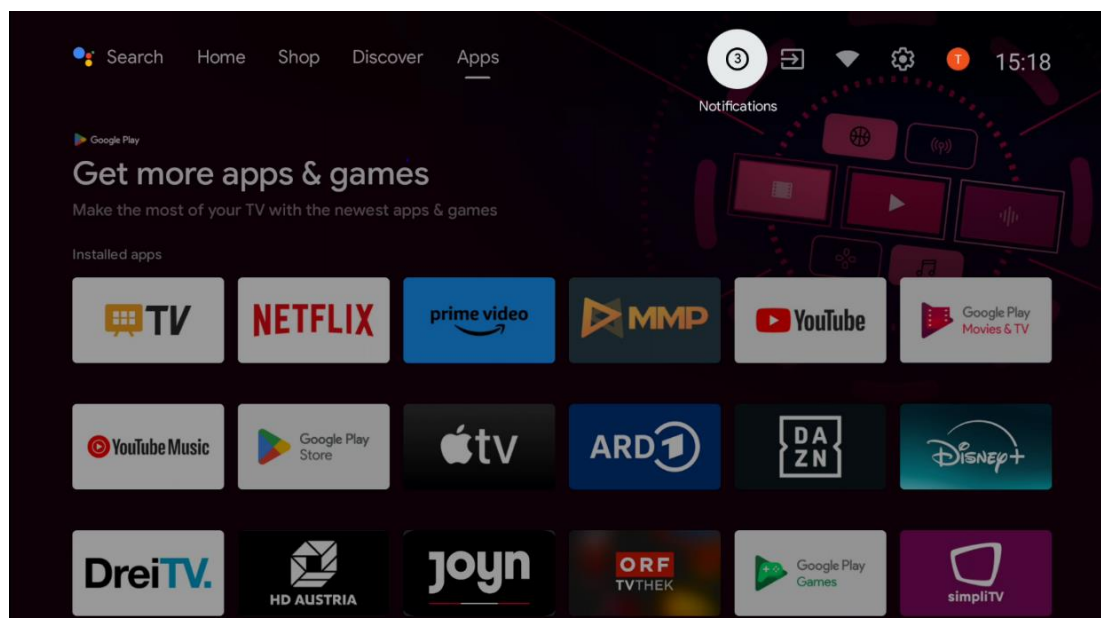 Search Home Shop Discover Apps 3 T 15:18
Notifications
Google Play
Get more apps & games
Make the most of your TV with the newest apps & games
Installed apps
TV NETFLIX prime video MMP YouTube Google Play
Movies & TV
YouTube Music Google Play
Store tv ARD 1 DA
ZN Disney+
DreiTV. HD AUSTRIA joyn ORF
TVTHEK Google Play
Games simpliTV